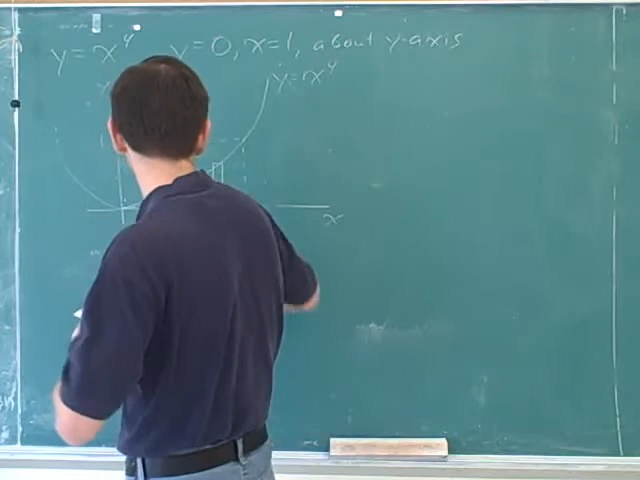 y=x⁴ y=0, x=1, about y-axis
y=x⁴
x